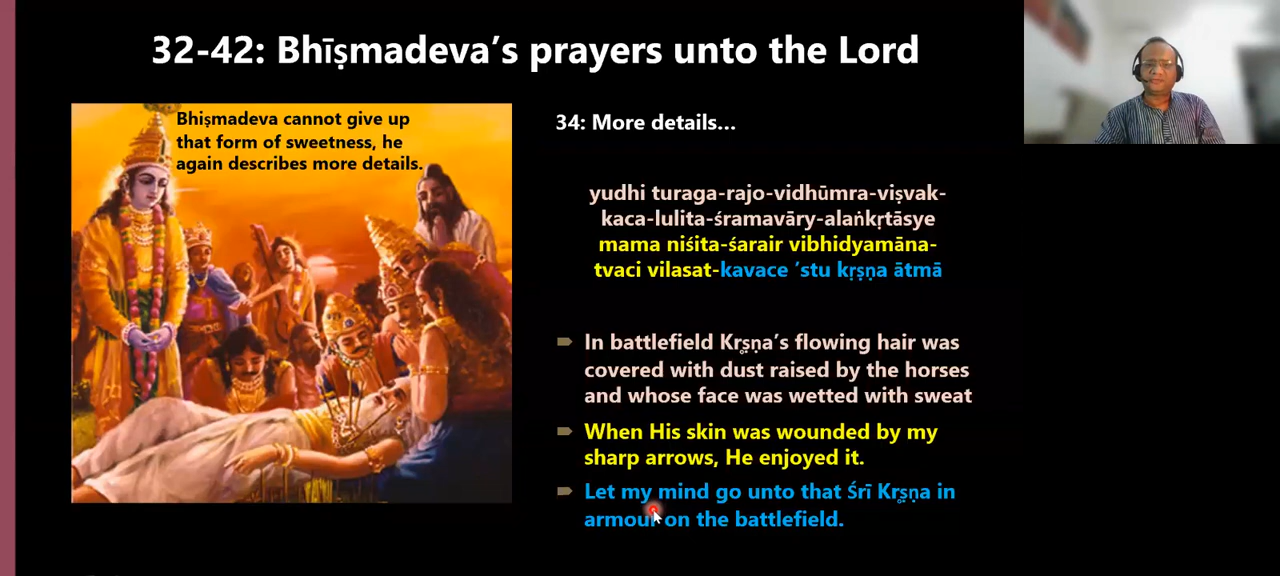 32-42: Bhīṣmadeva’s prayers unto the Lord
Bhiṣmadeva cannot give up
that form of sweetness, he
again describes more details.
34: More details...
yudhi turaga-rajo-vidhūmra-viṣvak-
kaca-lulita-śramavāry-alaṅkṛtāsye
mama niśita-śarair vibhidyamāna-
tvaci vilasat-kavace ’stu kṛṣṇa ātmā
In battlefield Kṛṣṇa’s flowing hair was
covered with dust raised by the horses
and whose face was wetted with sweat
When His skin was wounded by my
sharp arrows, He enjoyed it.
Let my mind go unto that Śrī Kṛṣṇa in
armour on the battlefield.